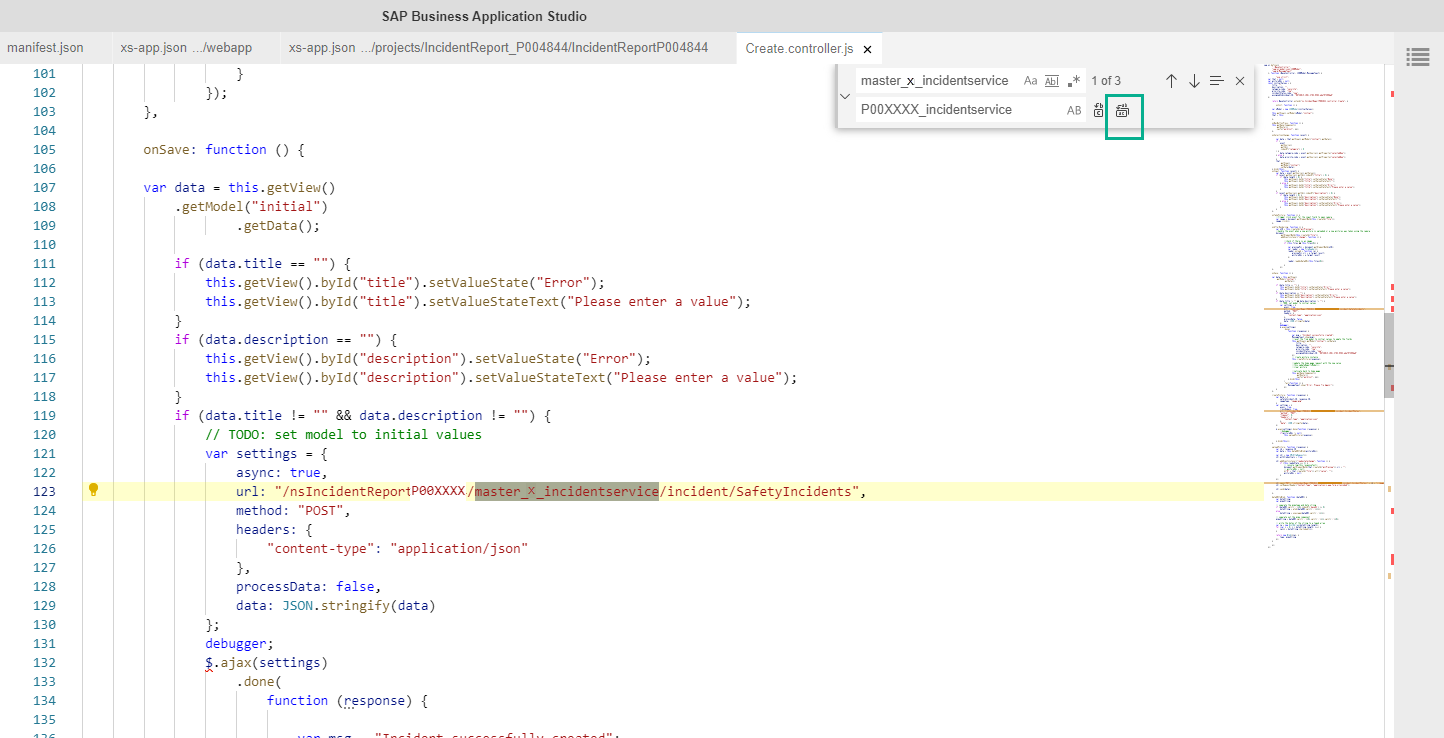 SAP Business Application Studio
manifest.json xs-app.json .../webapp xs-app.json .../projects/IncidentReport_P004844/IncidentReportP004844 Create.controller.js ×
master_x_incidentservice Aa Abl .* 1 of 3
P00XXXX_incidentservice AB
101 }
102 });
103 },
104
105 onSave: function () {
106
107 var data = this.getView()
108 .getModel("initial")
109 .getData();
110
111 if (data.title == "") {
112 this.getView().byId("title").setValueState("Error");
113 this.getView().byId("title").setValueStateText("Please enter a value");
114 }
115 if (data.description == "") {
116 this.getView().byId("description").setValueState("Error");
117 this.getView().byId("description").setValueStateText("Please enter a value");
118 }
119 if (data.title != "" && data.description != "") {
120 // TODO: set model to initial values
121 var settings = {
122 async: true,
123 url: "/nsIncidentReportP00XXXX/master_x_incidentservice/incident/SafetyIncidents",
124 method: "POST",
125 headers: {
126 "content-type": "application/json"
127 },
128 processData: false,
129 data: JSON.stringify(data)
130 };
131 debugger;
132 $.ajax(settings)
133 .done(
134 function (response) {
135
136 var msg = "Incident successfully created";